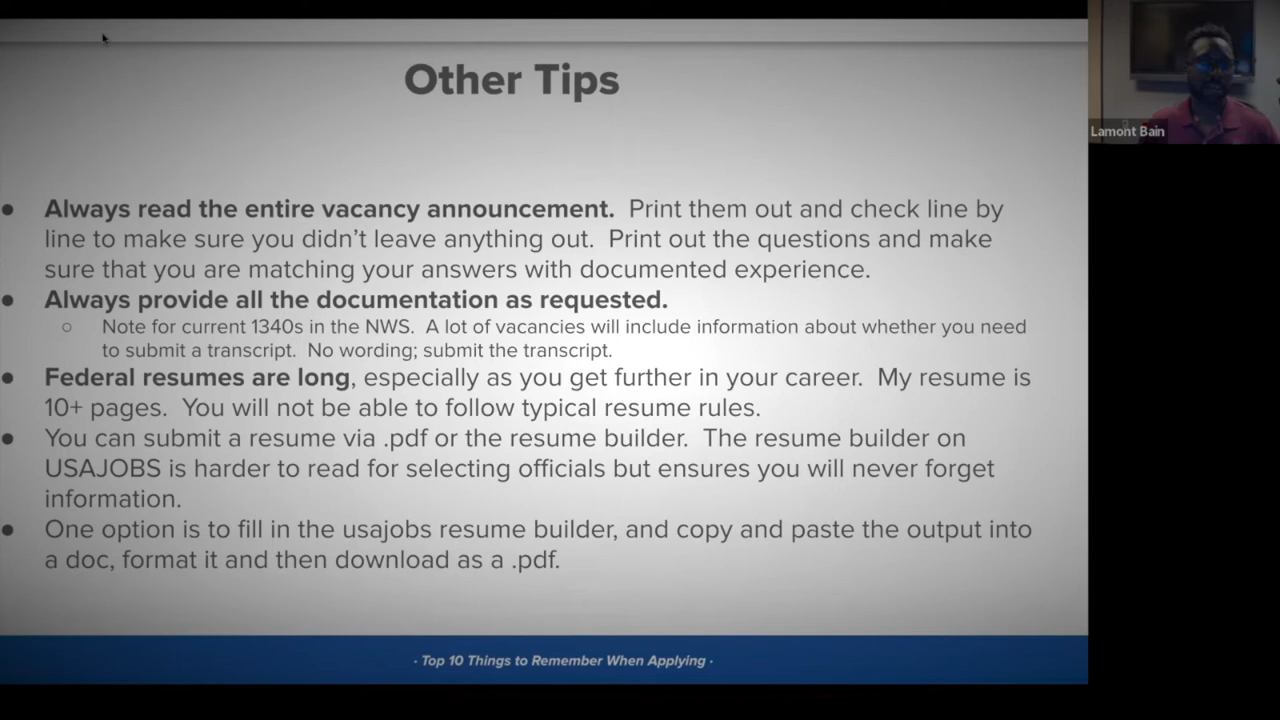 Other Tips
Lamont Bain
● Always read the entire vacancy announcement. Print them out and check line by
line to make sure you didn’t leave anything out. Print out the questions and make
sure that you are matching your answers with documented experience.
● Always provide all the documentation as requested.
○ Note for current 1340s in the NWS. A lot of vacancies will include information about whether you need
to submit a transcript. No wording; submit the transcript.
● Federal resumes are long, especially as you get further in your career. My resume is
10+ pages. You will not be able to follow typical resume rules.
● You can submit a resume via .pdf or the resume builder. The resume builder on
USAJOBS is harder to read for selecting officials but ensures you will never forget
information.
● One option is to fill in the usajobs resume builder, and copy and paste the output into
a doc, format it and then download as a .pdf.
· Top 10 Things to Remember When Applying ·